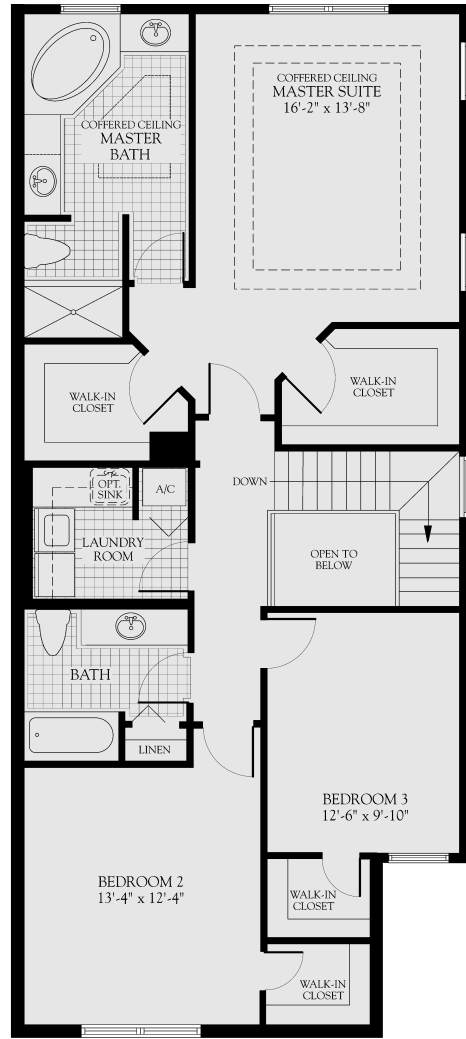 COFFERED CEILING
MASTER SUITE
16'-2" x 13'-8"
COFFERED CEILING
MASTER
BATH
WALK-IN
CLOSET
WALK-IN
CLOSET
OPT.
SINK
A/C
DOWN
LAUNDRY
ROOM
OPEN TO
BELOW
BATH
LINEN
BEDROOM 3
12'-6" x 9'-10"
BEDROOM 2
13'-4" x 12'-4"
WALK-IN
CLOSET
WALK-IN
CLOSET